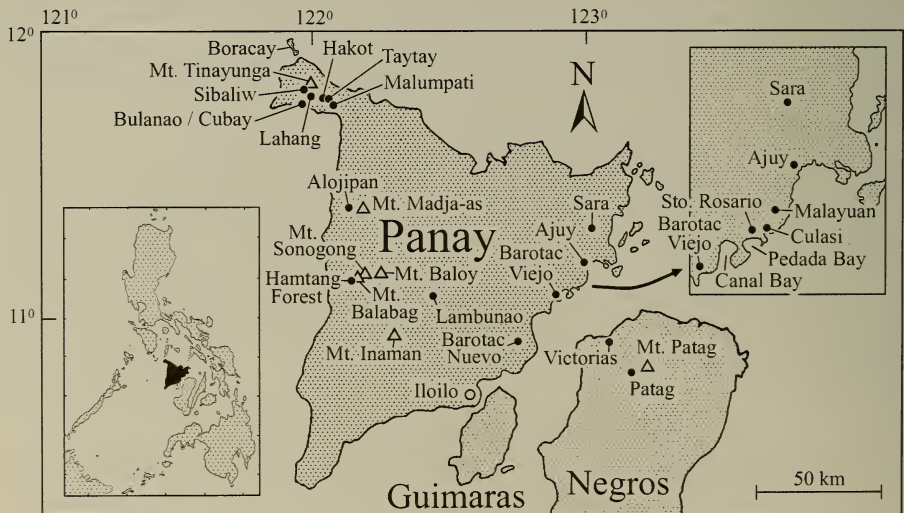 121⁰
122⁰
123⁰
12⁰
11⁰
Boracay
Hakot
Taytay
Mt. Tinayunga
Malumpati
Sibaliw
Bulanao / Cubay
Lahang
N
Alojipan
Mt. Madja-as
Sara
Panay
Ajuy
Mt.
Sonogong
Barotac
Viejo
Mt. Baloy
Hamtang
Forest
Mt.
Balabag
Lambunao
Mt. Inaman
Barotac
Nuevo
Victorias
Mt. Patag
Patag
Iloilo
Guimaras
Negros
50 km
Sara
Ajuy
Sto. Rosario
Malayuan
Barotac
Viejo
Culasi
Pedada Bay
Canal Bay